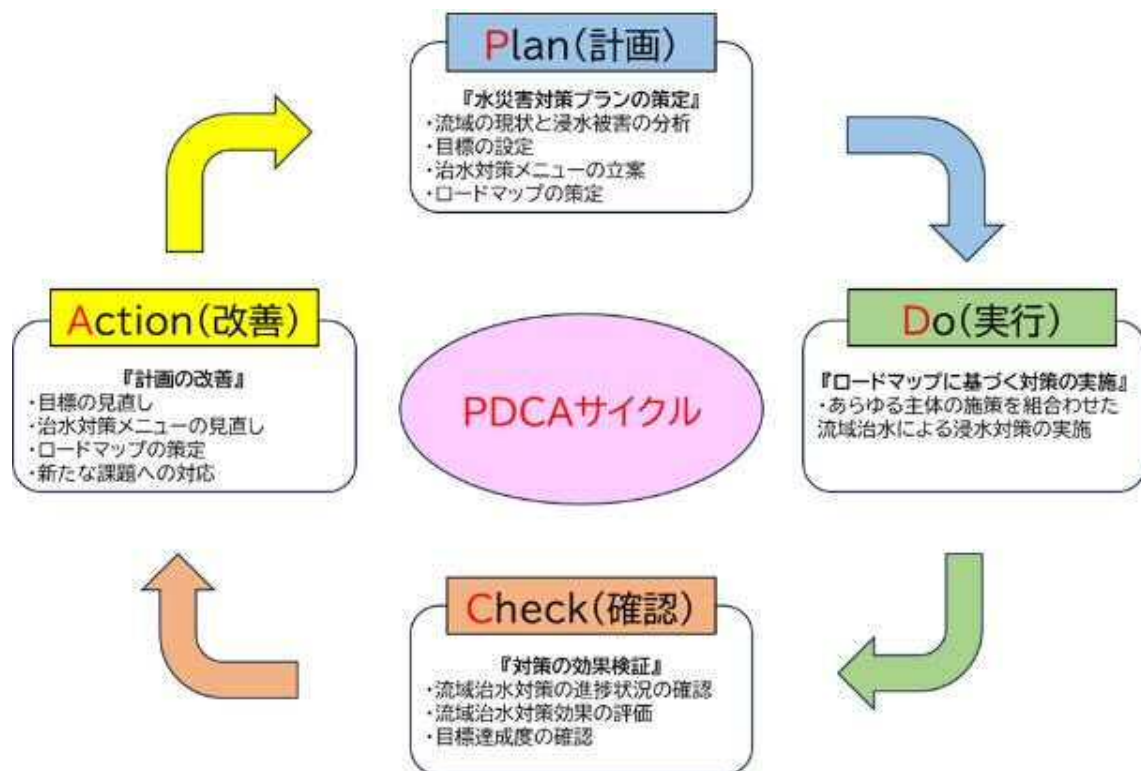 Plan(計画)
『水災害対策プランの策定』
・流域の現状と浸水被害の分析
・目標の設定
・治水対策メニューの立案
・ロードマップの策定
Action(改善)
『計画の改善』
・目標の見直し
・治水対策メニューの見直し
・ロードマップの策定
・新たな課題への対応
PDCAサイクル
Do(実行)
『ロードマップに基づく対策の実施』
・あらゆる主体の施策を組合わせた
流域治水による浸水対策の実施
Check(確認)
『対策の効果検証』
・流域治水対策の進捗状況の確認
・流域治水対策効果の評価
・目標達成度の確認